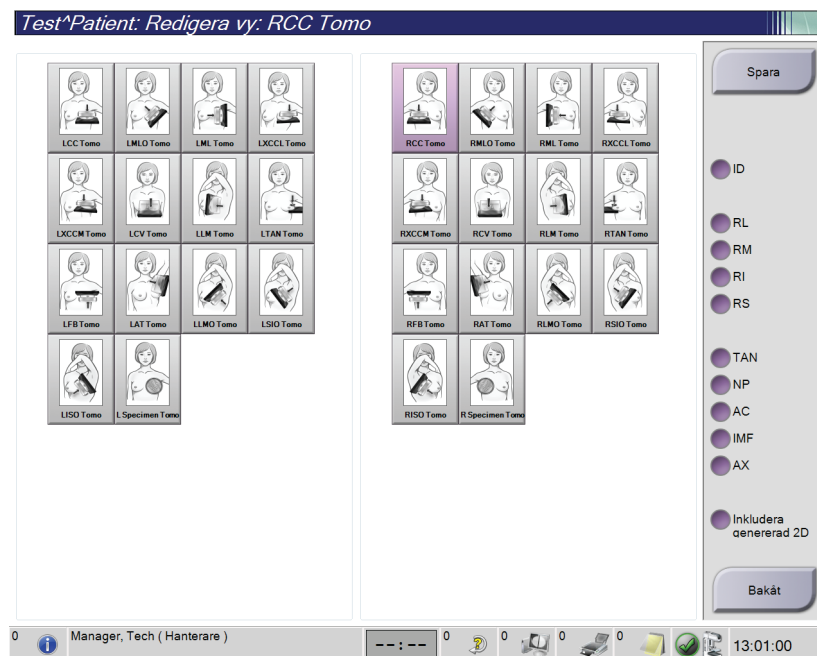 Test^Patient: Redigera vy: RCC Tomo
LCC Tomo LMLO Tomo LML Tomo LXCCL Tomo
LXCCM Tomo LCV Tomo LLM Tomo LTAN Tomo
LFB Tomo LAT Tomo LLMO Tomo LSIO Tomo
LISO Tomo L Specimen Tomo
RCC Tomo RMLO Tomo RML Tomo RXCCL Tomo
RXCCM Tomo RCV Tomo RLM Tomo RTAN Tomo
RFB Tomo RAT Tomo RLMO Tomo RSIO Tomo
RISO Tomo R Specimen Tomo
Spara
ID
RL
RM
RI
RS
TAN
NP
AC
IMF
AX
Inkludera
genererad 2D
Bakåt
0 Manager, Tech ( Hanterare ) --:-- 0 0 0 0 13:01:00